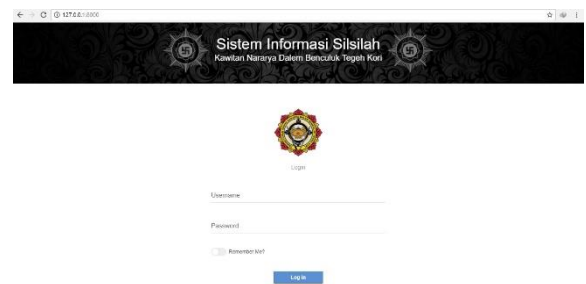 127.0.0.1:8000
Sistem Informasi Silsilah
Kawitan Nararya Dalem Benculuk Tegeh Kori
Login
Username
Password
Remember Me?
Log In